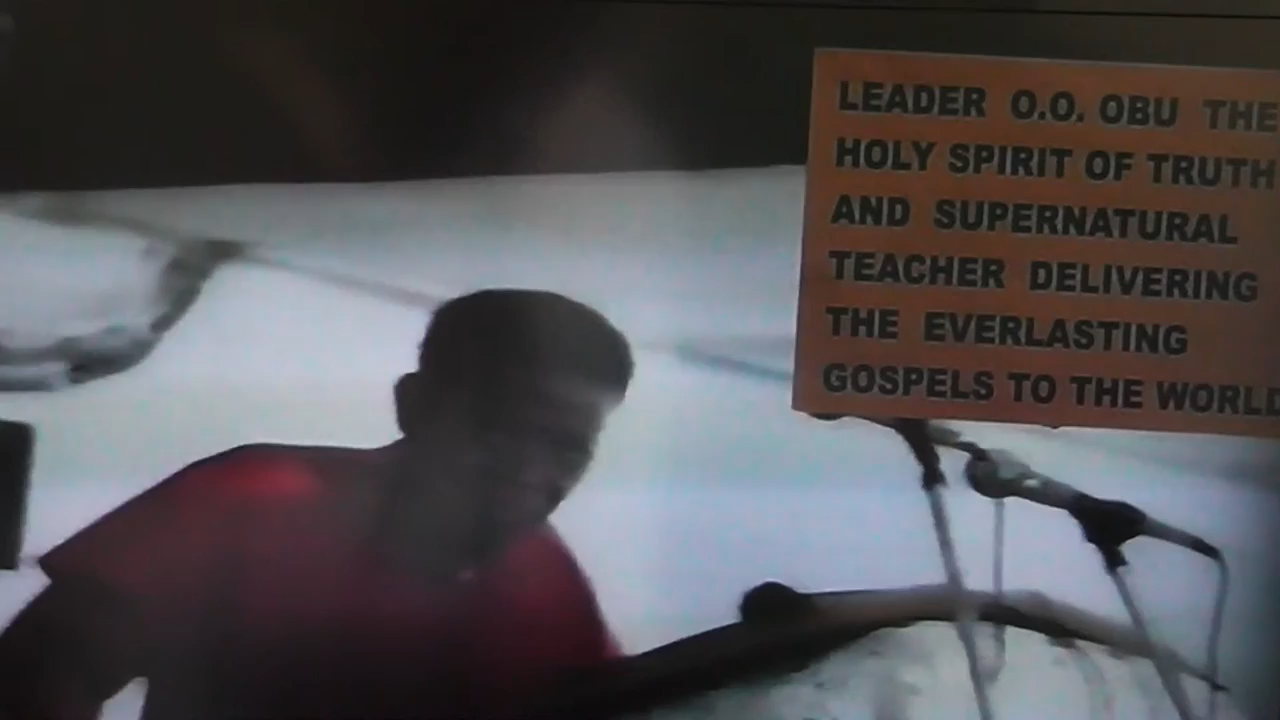 LEADER O.O. OBU THE
HOLY SPIRIT OF TRUTH
AND SUPERNATURAL
TEACHER DELIVERING
THE EVERLASTING
GOSPELS TO THE WORLD